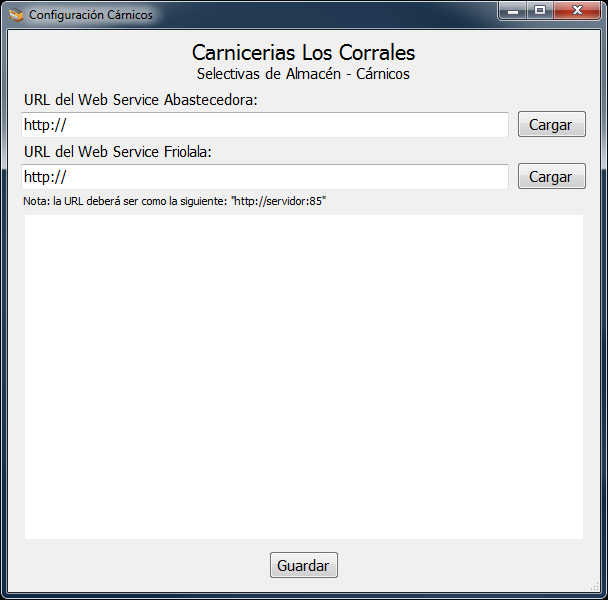 Configuración Cárnicos
Carnicerias Los Corrales
Selectivas de Almacén - Cárnicos
URL del Web Service Abastecedora:
http://
Cargar
URL del Web Service Friolala:
http://
Cargar
Nota: la URL deberá ser como la siguiente: "http://servidor:85"
Guardar